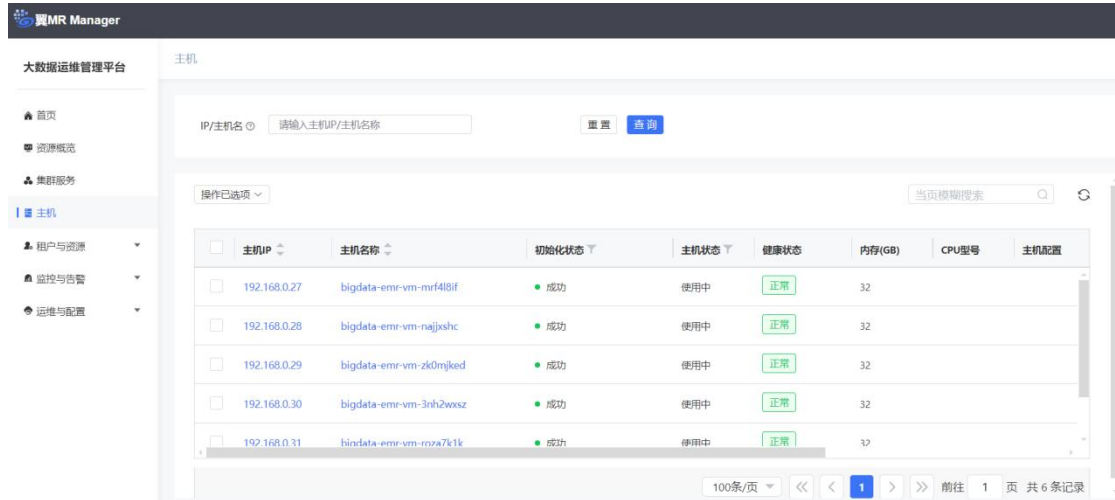 翼MR Manager
大数据运维管理平台
主机
首页
资源概览
集群服务
主机
租户与资源
监控与告警
运维与配置
IP/主机名 请输入主机IP/主机名称 重置 查询
操作已选项 当页模糊搜索
主机IP 主机名称 初始化状态 主机状态 健康状态 内存(GB) CPU型号 主机配置
192.168.0.27 bigdata-emr-vm-mrf4l8if 成功 使用中 正常 32
192.168.0.28 bigdata-emr-vm-najjxshc 成功 使用中 正常 32
192.168.0.29 bigdata-emr-vm-zk0mjked 成功 使用中 正常 32
192.168.0.30 bigdata-emr-vm-3nh2wxsz 成功 使用中 正常 32
192.168.0.31 bigdata-emr-vm-roza7k1k 成功 使用中 正常 32
100条/页 1 前往 1 页 共 6 条记录